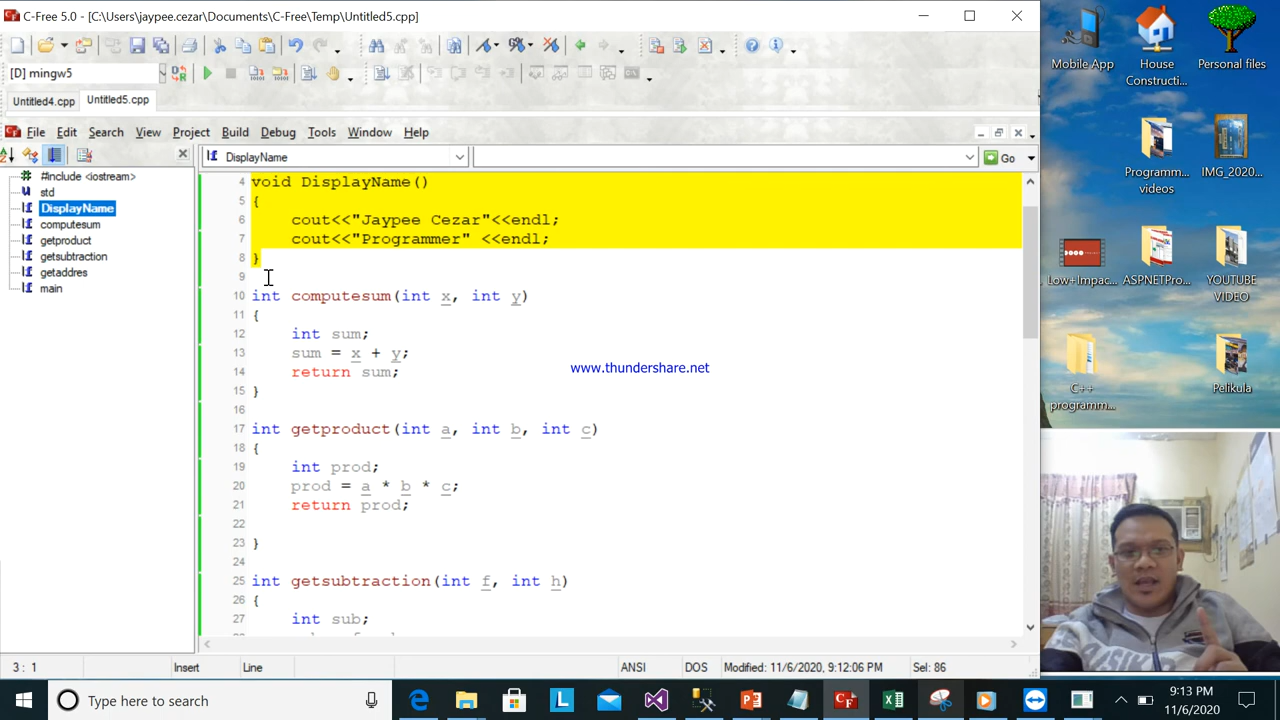 C-Free 5.0 - [C:\Users\jaypee.cezar\Documents\C-Free\Temp\Untitled5.cpp]
[D] mingw5
Untitled4.cpp
Untitled5.cpp
File Edit Search View Project Build Debug Tools Window Help
DisplayName
Go
#include <iostream>
std
DisplayName
computesum
getproduct
getsubtraction
getaddres
main
4 void DisplayName()
5 {
6 cout<<"Jaypee Cezar"<<endl;
7 cout<<"Programmer" <<endl;
8 }
9
10 int computesum(int x, int y)
11 {
12 int sum;
13 sum = x + y;
14 return sum;
15 }
16
17 int getproduct(int a, int b, int c)
18 {
19 int prod;
20 prod = a * b * c;
21 return prod;
22
23 }
24
25 int getsubtraction(int f, int h)
26 {
27 int sub;
www.thundershare.net
3 : 1 Insert Line ANSI DOS Modified: 11/6/2020, 9:12:06 PM Sel: 86
Mobile App
House Constructi...
Personal files
Programm... videos
IMG_2020...
Low+Impac...
ASPNETPro...
YOUTUBE VIDEO
C++ programm...
Pelikula
Type here to search
9:13 PM
11/6/2020